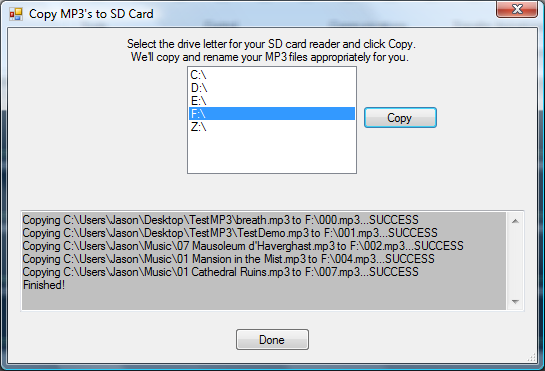 Copy MP3's to SD Card
Select the drive letter for your SD card reader and click Copy.
We'll copy and rename your MP3 files appropriately for you.
C:\
D:\
E:\
F:\
Z:\
Copy
Copying C:\Users\Jason\Desktop\TestMP3\breath.mp3 to F:\000.mp3...SUCCESS
Copying C:\Users\Jason\Desktop\TestMP3\TestDemo.mp3 to F:\001.mp3...SUCCESS
Copying C:\Users\Jason\Music\07 Mausoleum d'Haverghast.mp3 to F:\002.mp3...SUCCESS
Copying C:\Users\Jason\Music\01 Mansion in the Mist.mp3 to F:\004.mp3...SUCCESS
Copying C:\Users\Jason\Music\01 Cathedral Ruins.mp3 to F:\007.mp3...SUCCESS
Finished!
Done